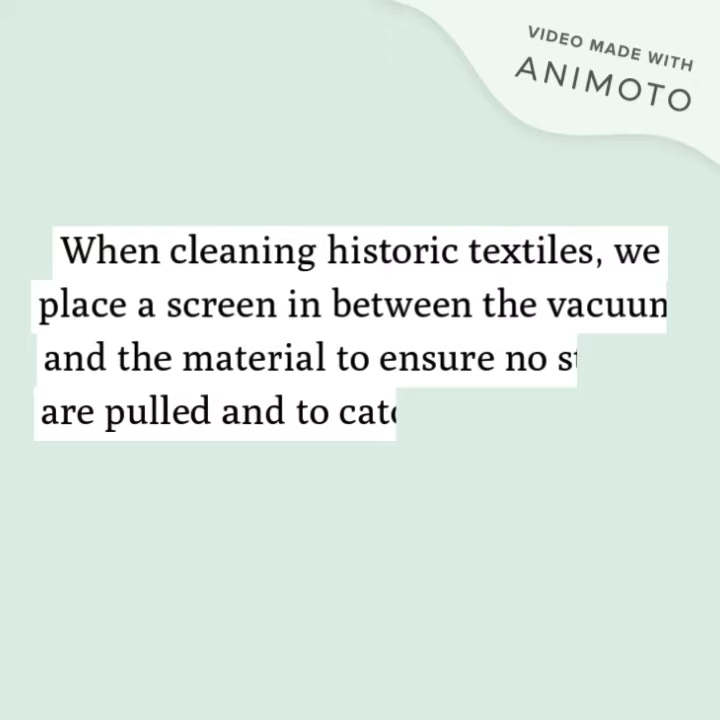 VIDEO MADE WITH
ANIMOTO
When cleaning historic textiles, we
place a screen in between the vacuum
and the material to ensure no
are pulled and to